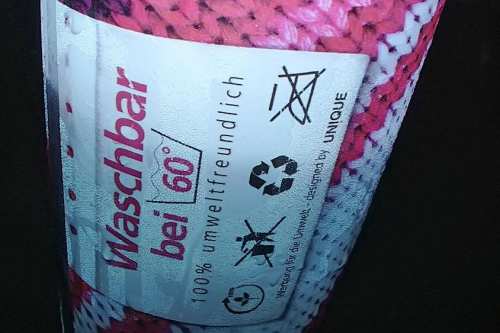 Waschbar
bei 60°
100% umweltfreundlich
Werbung für die Umwelt - designed by UNIQUE